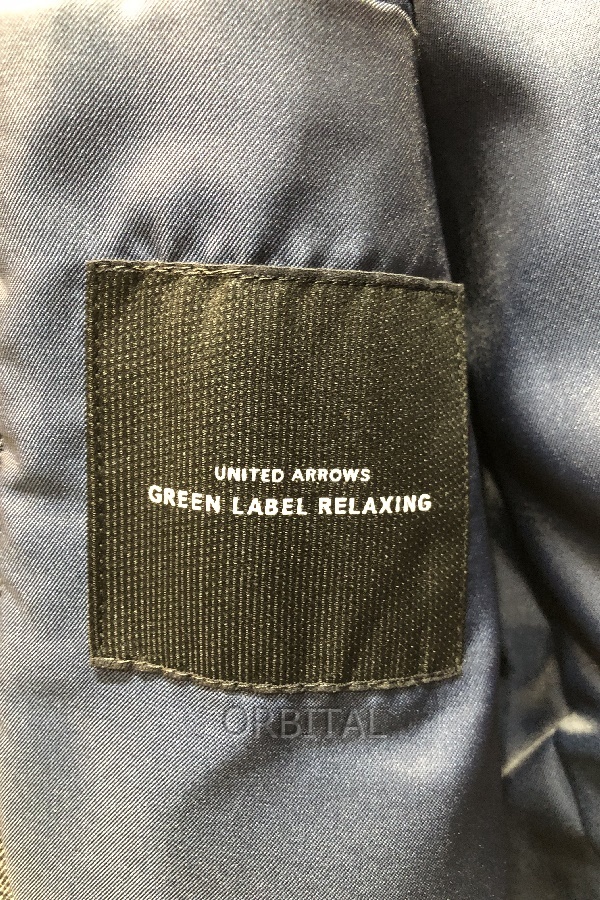 UNITED ARROWS
GREEN LABEL RELAXING
ORBITAL